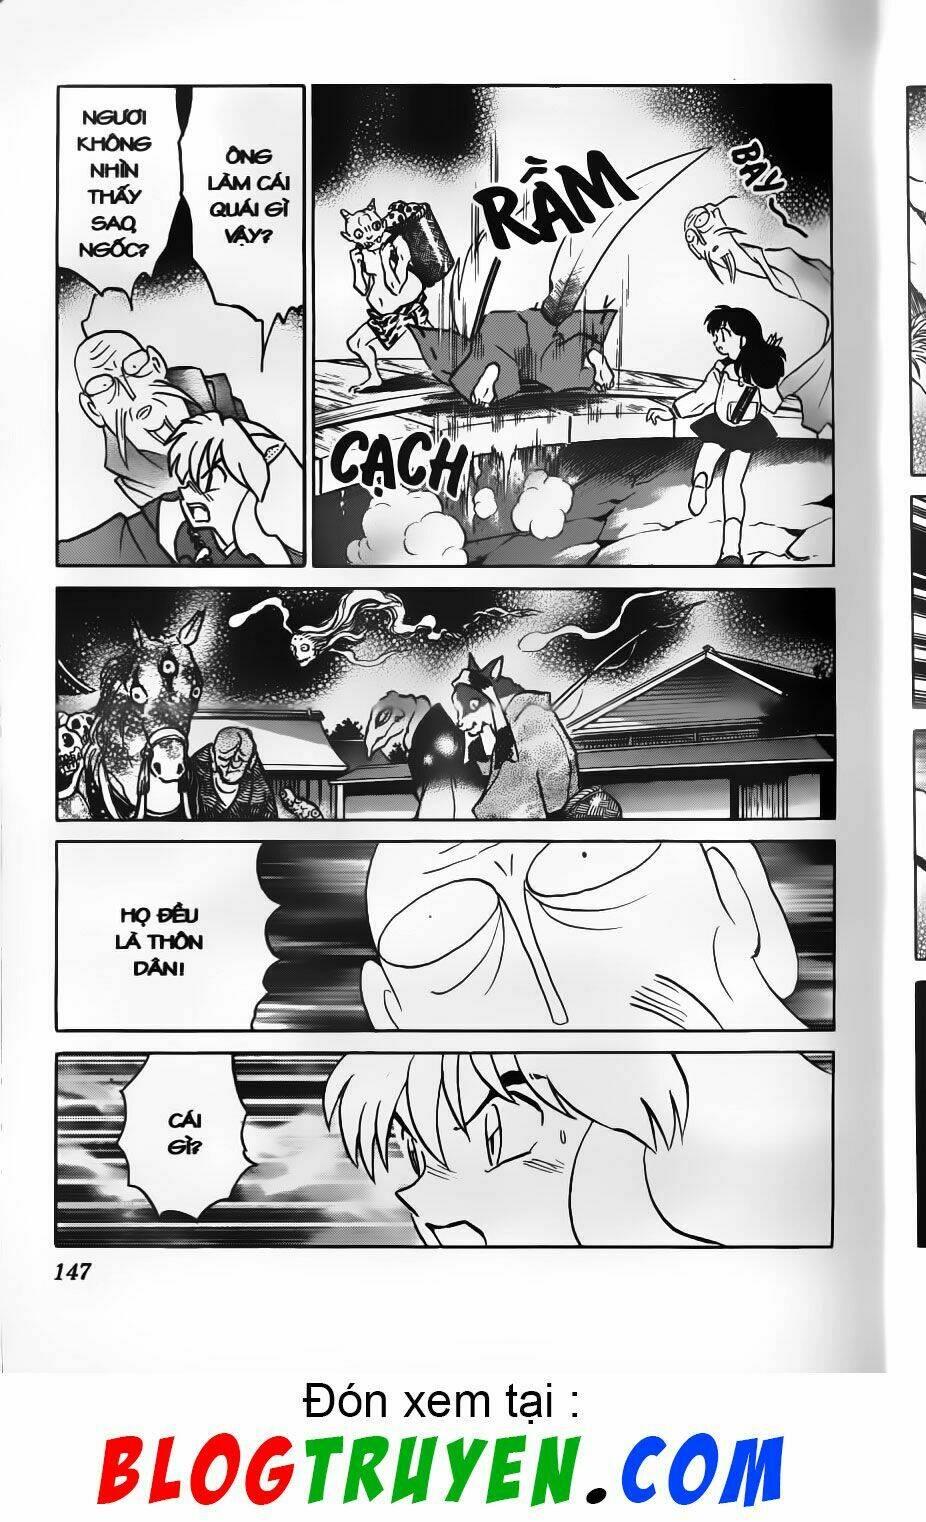 BAY~
RẦM
CẠCH
ÔNG
LÀM CÁI
QUÁI GÌ
VẬY?
NGƯƠI
KHÔNG
NHÌN
THẤY
SAO,
NGỐC?
HỌ ĐỀU
LÀ THÔN
DÂN!
CÁI
GÌ?
147
Đón xem tại :
BLOGTRUYEN.COM